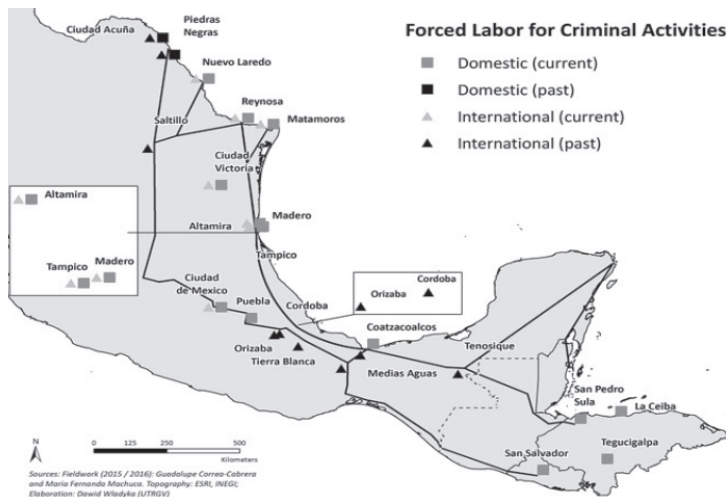 Forced Labor for Criminal Activities
Domestic (current)
Domestic (past)
International (current)
International (past)
Ciudad Acuña
Piedras
Negras
Nuevo Laredo
Reynosa
Matamoros
Saltillo
Ciudad
Victoria
Altamira
Tampico
Madero
Altamira
Madero
Tampico
Ciudad
de Mexico
Puebla
Cordoba
Orizaba
Cordoba
Orizaba
Tierra Blanca
Coatzacoalcos
Medias Aguas
Tenosique
San Pedro
Sula
La Ceiba
Tegucigalpa
San Salvador
N
0 125 250 500
Kilometers
Sources: Fieldwork (2015 / 2016): Guadalupe Correa-Cabrera
and Maria Fernanda Machuca. Topography: ESRI, INEGI;
Elaboration: Dawid Wladyka (UTRGV)